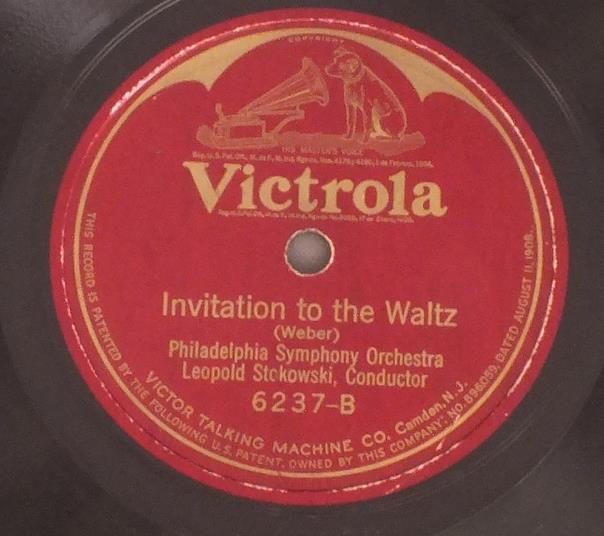 COPYRIGHT
HIS MASTER'S VOICE
Victrola
Invitation to the Waltz
(Weber)
Philadelphia Symphony Orchestra
Leopold Stokowski, Conductor
6237-B
VICTOR TALKING MACHINE CO. Camden, N.J.
THIS RECORD IS PATENTED BY THE FOLLOWING U.S. PATENT, OWNED BY THIS COMPANY: NO. 896059, DATED AUGUST 11, 1908.